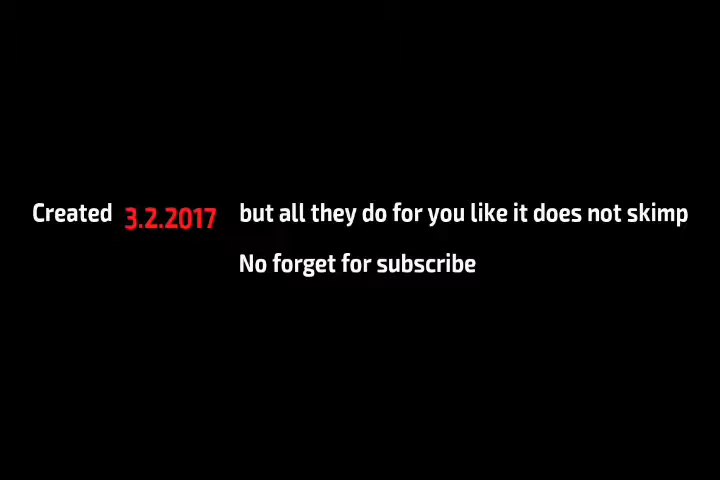 Created 3.2.2017 but all they do for you like it does not skimp
No forget for subscribe